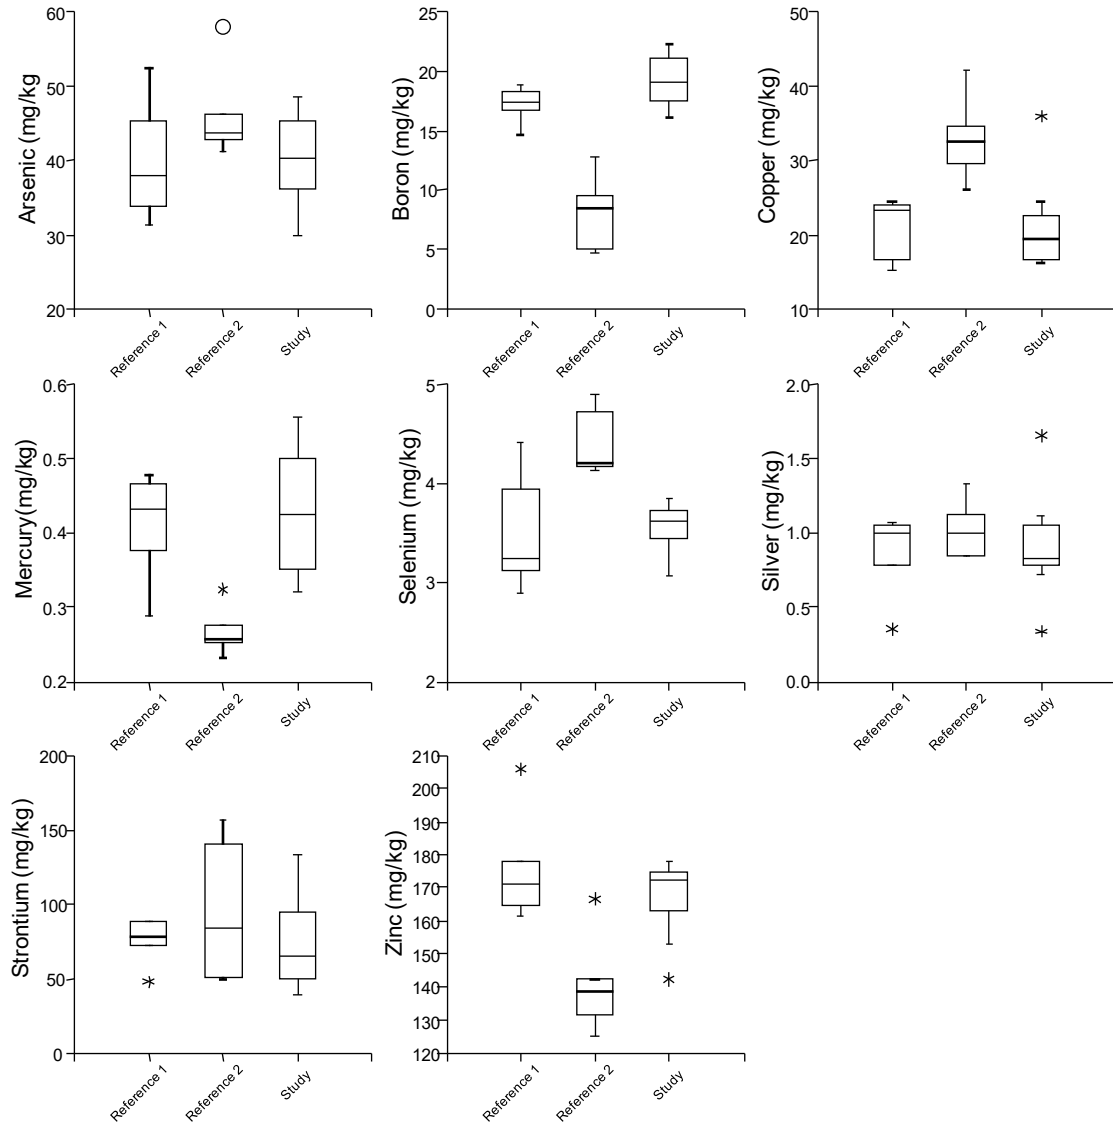 Arsenic (mg/kg)
60
50
40
30
20
Reference 1
Reference 2
Study
Boron (mg/kg)
25
20
15
10
5
0
Reference 1
Reference 2
Study
Copper (mg/kg)
50
40
30
20
10
Reference 1
Reference 2
Study
Mercury(mg/kg)
0.6
0.5
0.4
0.3
0.2
Reference 1
Reference 2
Study
Selenium (mg/kg)
5
4
3
2
Reference 1
Reference 2
Study
Silver (mg/kg)
2.0
1.5
1.0
0.5
0.0
Reference 1
Reference 2
Study
Strontium (mg/kg)
200
150
100
50
0
Reference 1
Reference 2
Study
Zinc (mg/kg)
210
200
190
180
170
160
150
140
130
120
Reference 1
Reference 2
Study